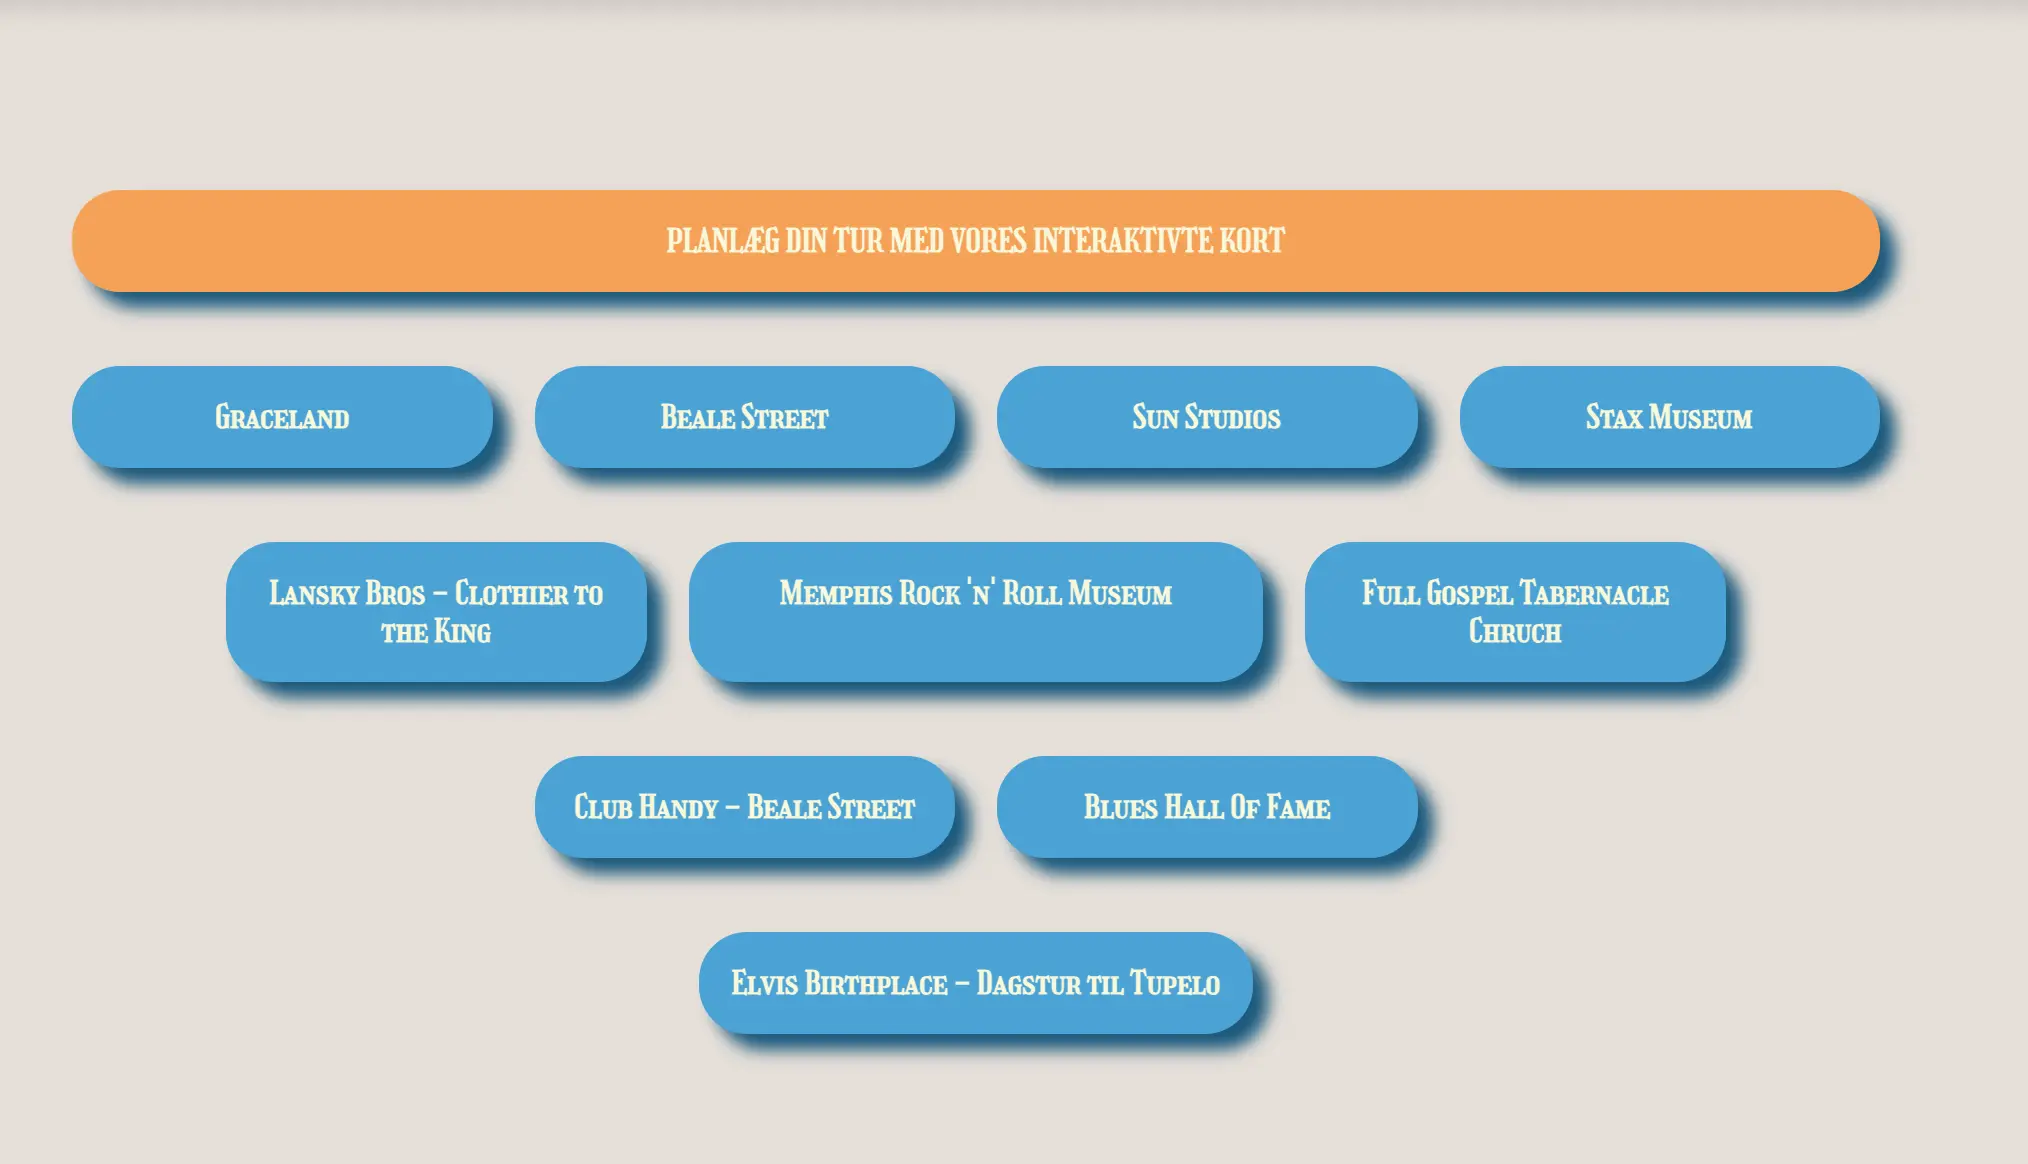 PLANLÆG DIN TUR MED VORES INTERAKTIVTE KORT
Graceland
Beale Street
Sun Studios
Stax Museum
Lansky Bros – Clothier to
the King
Memphis Rock 'n' Roll Museum
Full Gospel Tabernacle
Chruch
Club Handy – Beale Street
Blues Hall Of Fame
Elvis Birthplace – Dagstur til Tupelo